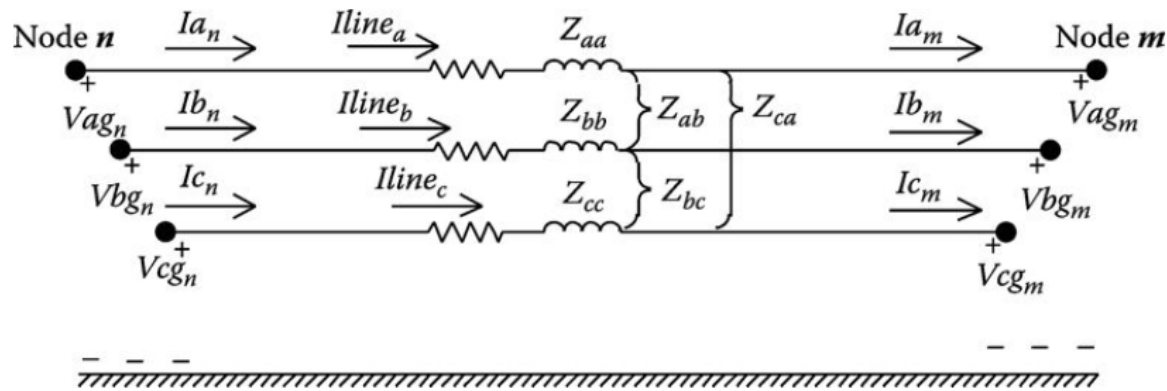 Ia_n Iline_a Z_aa Ia_m
Node n Node m
+ +
Vag_n Ib_n Iline_b Z_bb Z_ab Z_ca Ib_m Vag_m
+ +
Vbg_n Ic_n Iline_c Z_cc Z_bc Ic_m Vbg_m
+ +
Vcg_n Vcg_m
– – – – – –